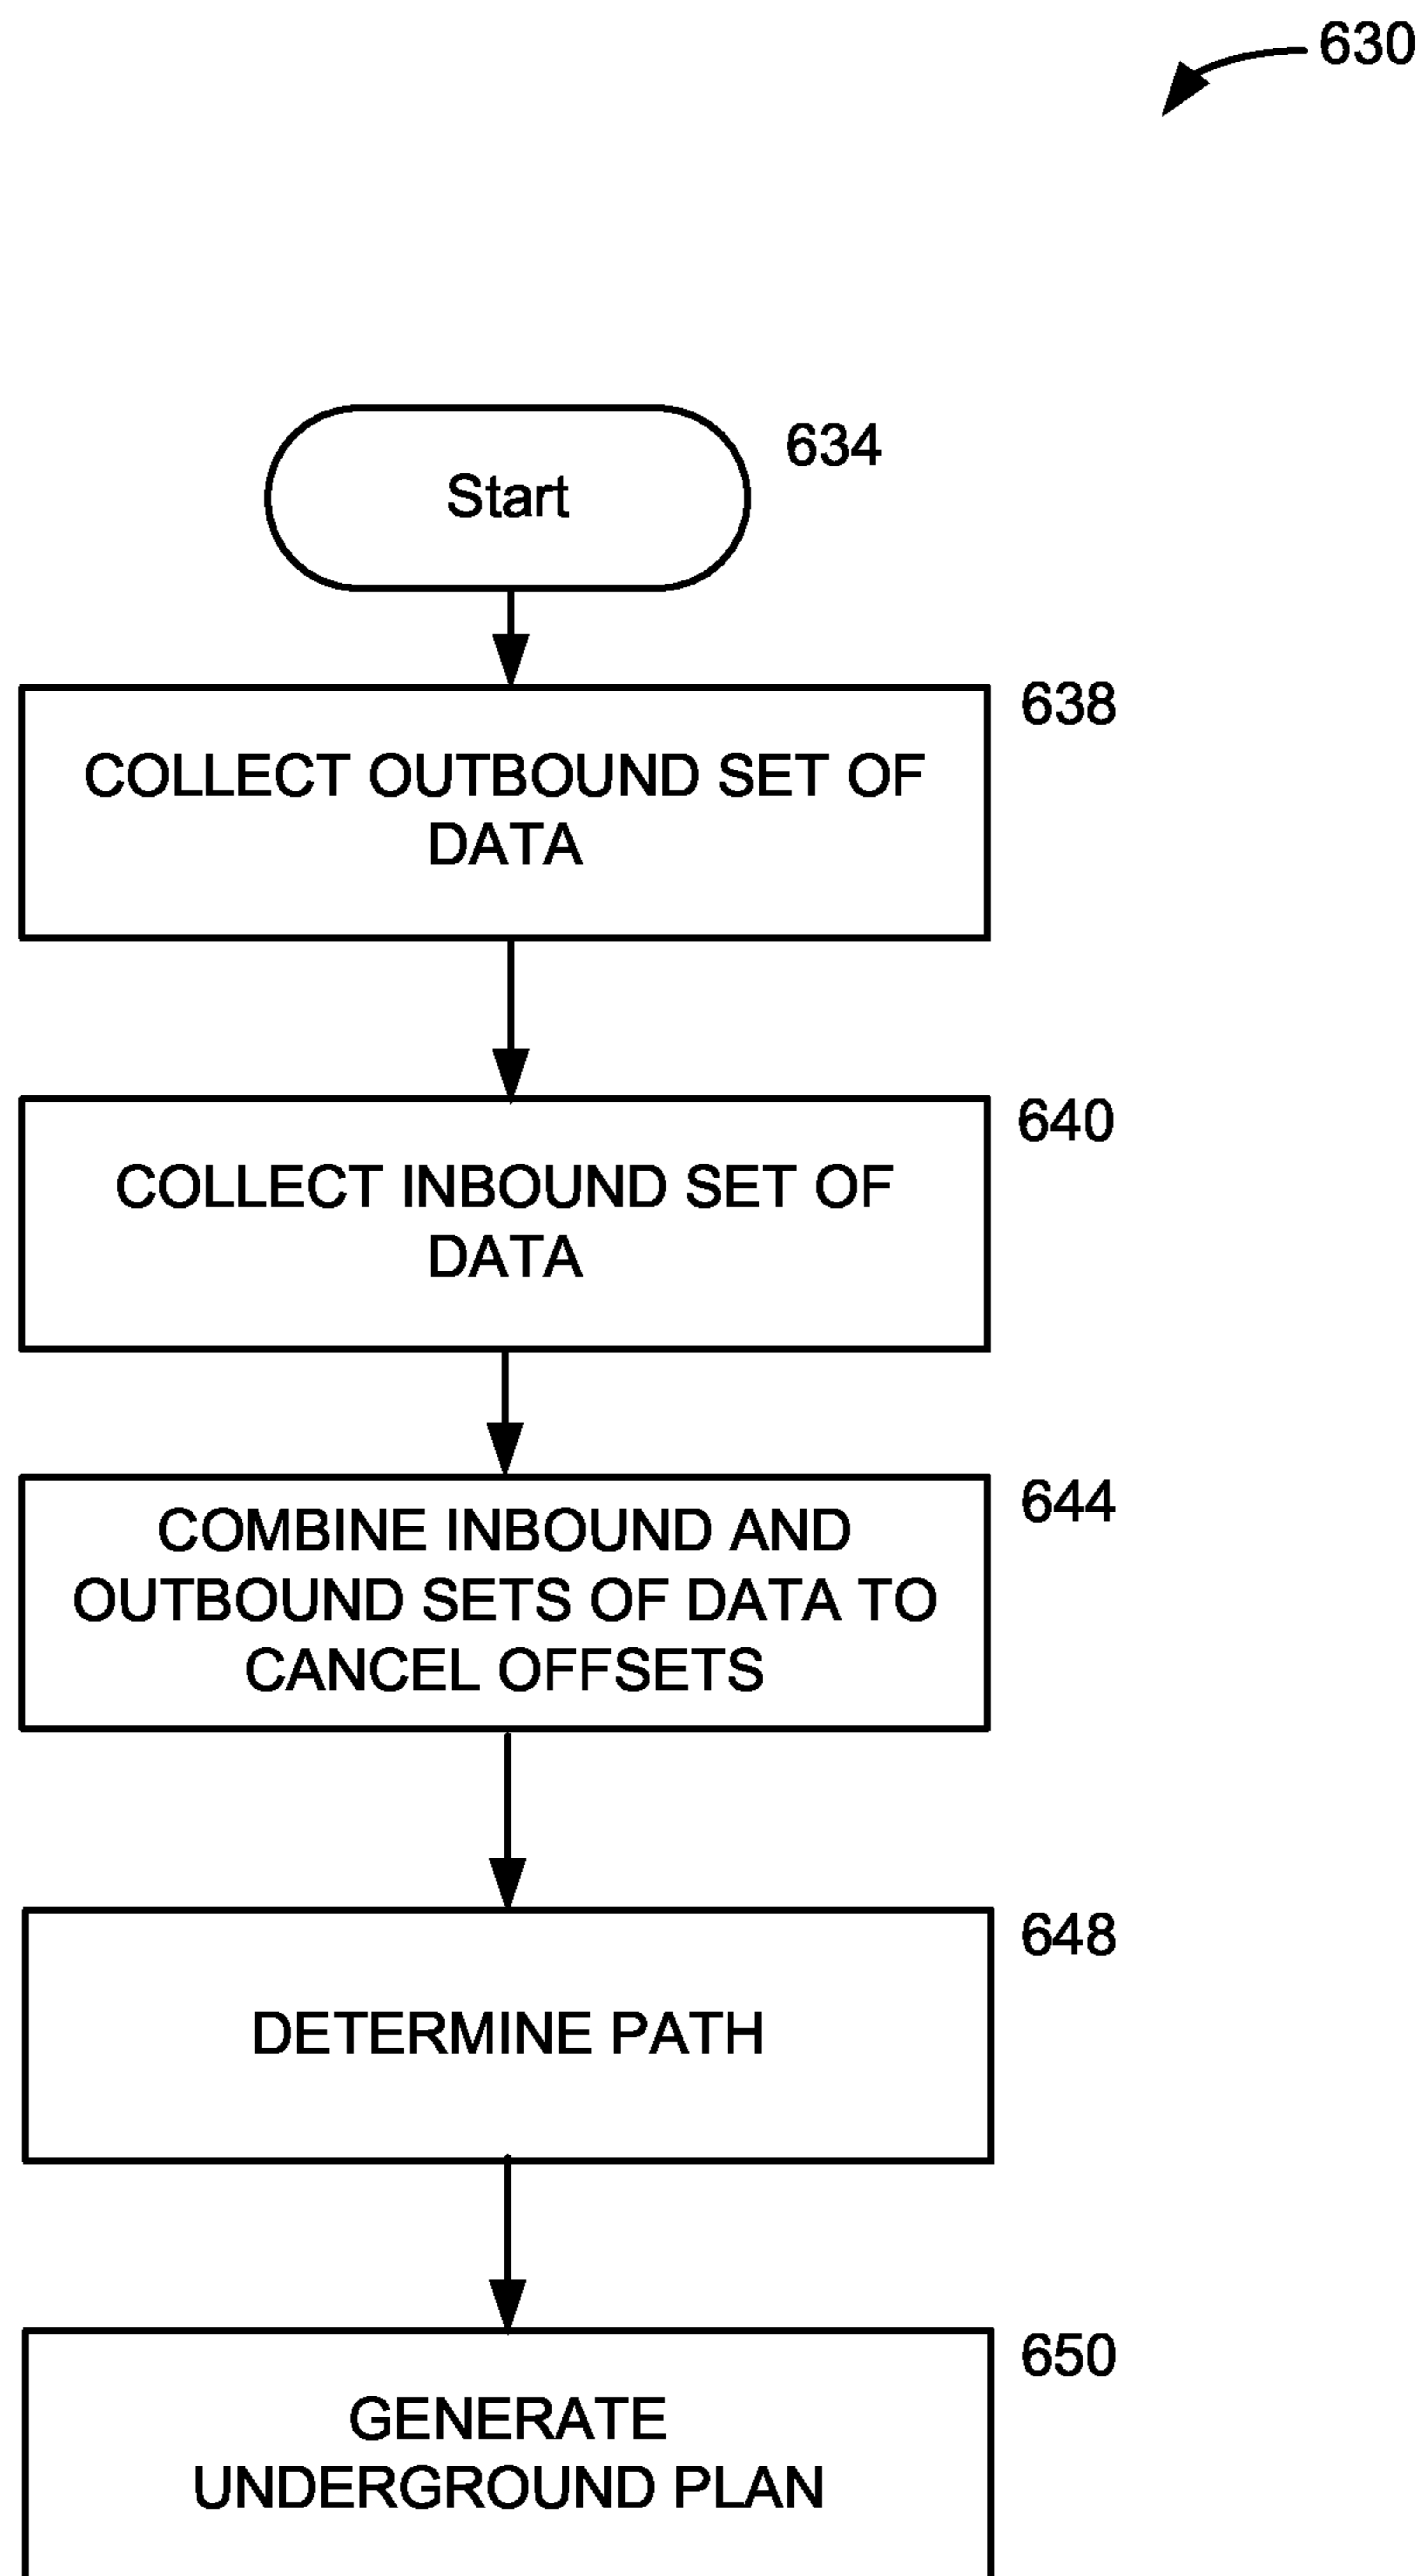 630
634
Start
638
COLLECT OUTBOUND SET OF
DATA
640
COLLECT INBOUND SET OF
DATA
644
COMBINE INBOUND AND
OUTBOUND SETS OF DATA TO
CANCEL OFFSETS
648
DETERMINE PATH
650
GENERATE
UNDERGROUND PLAN